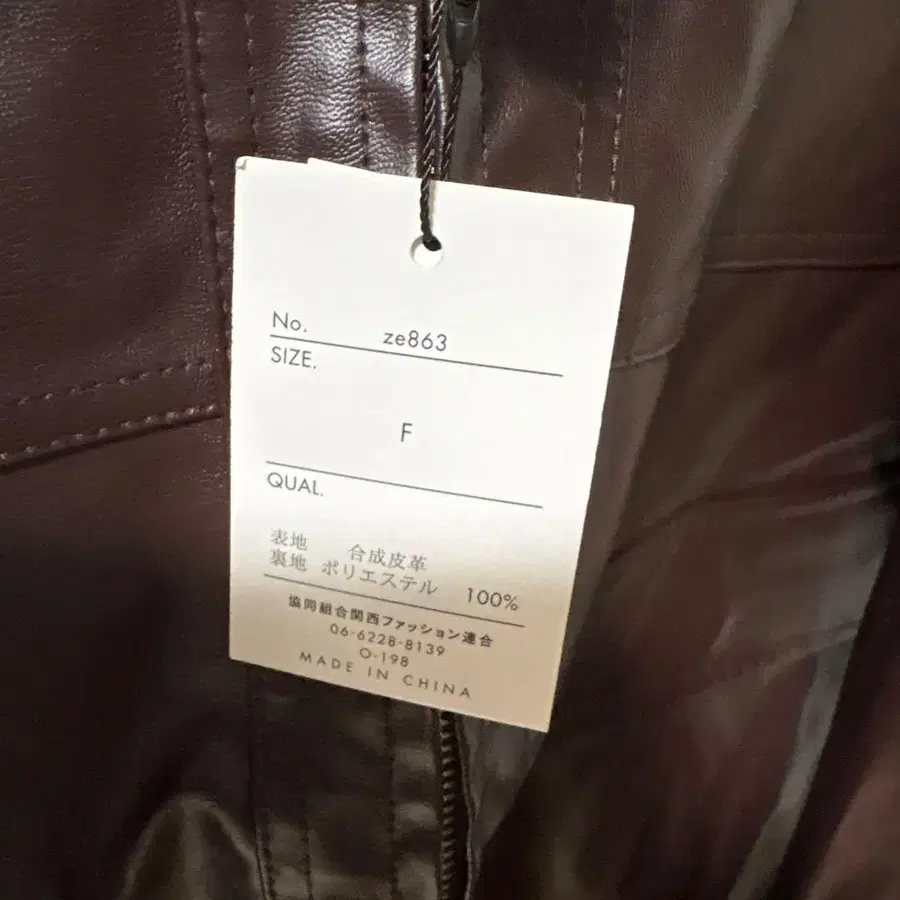 No. ze863
SIZE.
F
QUAL.
表地 合成皮革
裏地 ポリエステル 100%
協同組合関西ファッション連合
06-6228-8139
O-198
MADE IN CHINA